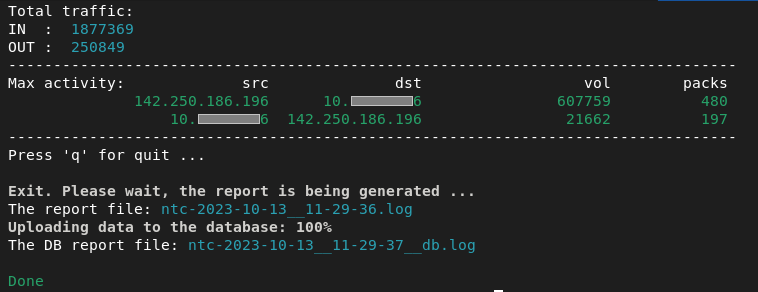 Total traffic:
IN  :  1877369
OUT :  250849
---------------------------------------------------------------------------------
Max activity:             src              dst               vol        packs
              142.250.186.196      10.       6            607759          480
                  10.       6  142.250.186.196             21662          197
---------------------------------------------------------------------------------
Press 'q' for quit ...
Exit. Please wait, the report is being generated ...
The report file: ntc-2023-10-13__11-29-36.log
Uploading data to the database: 100%
The DB report file: ntc-2023-10-13__11-29-37__db.log
Done